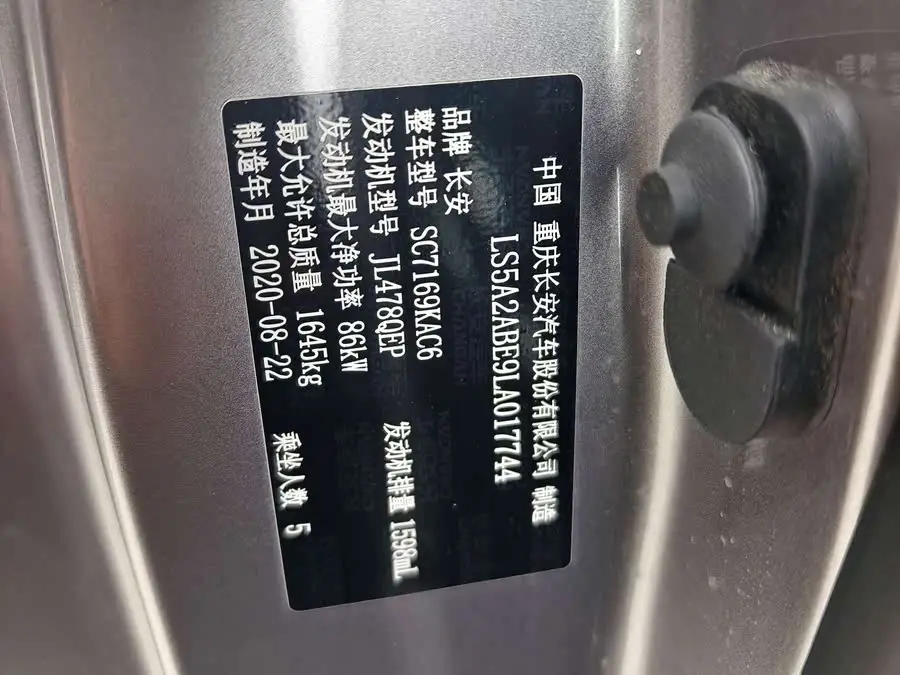 中国 重庆长安汽车股份有限公司 制造
LS5A2ABE9LA017744
品牌 长安
整车型号 SC7169KAC6
发动机型号 JL478QEP 发动机排量 1598mL
发动机最大净功率 86kW
最大允许总质量 1645kg
制造年月 2020-08-22 乘坐人数 5